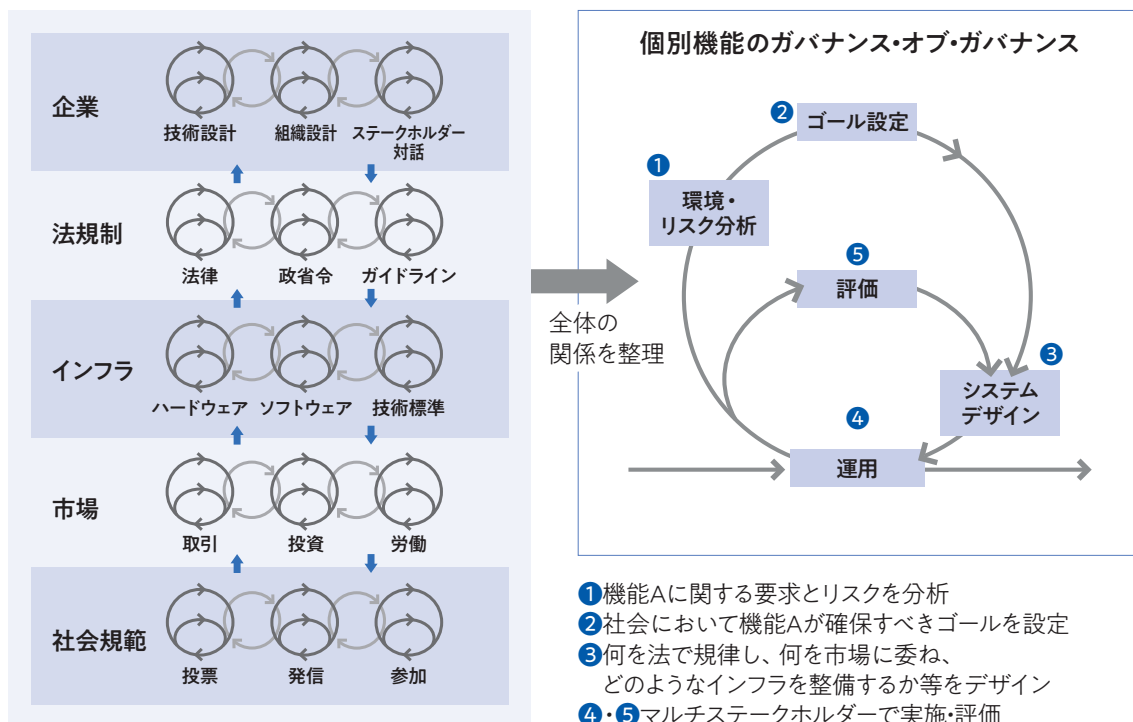 企業
技術設計
組織設計
ステークホルダー
対話
法規制
法律
政省令
ガイドライン
インフラ
ハードウェア
ソフトウェア
技術標準
市場
取引
投資
労働
社会規範
投票
発信
参加
全体の
関係を整理
個別機能のガバナンス・オブ・ガバナンス
❷
ゴール設定
❶
環境・
リスク分析
❺
評価
❸
システム
デザイン
❹
運用
❶機能Aに関する要求とリスクを分析
❷社会において機能Aが確保すべきゴールを設定
❸何を法で規律し、何を市場に委ね、
どのようなインフラを整備するか等をデザイン
❹・❺マルチステークホルダーで実施・評価